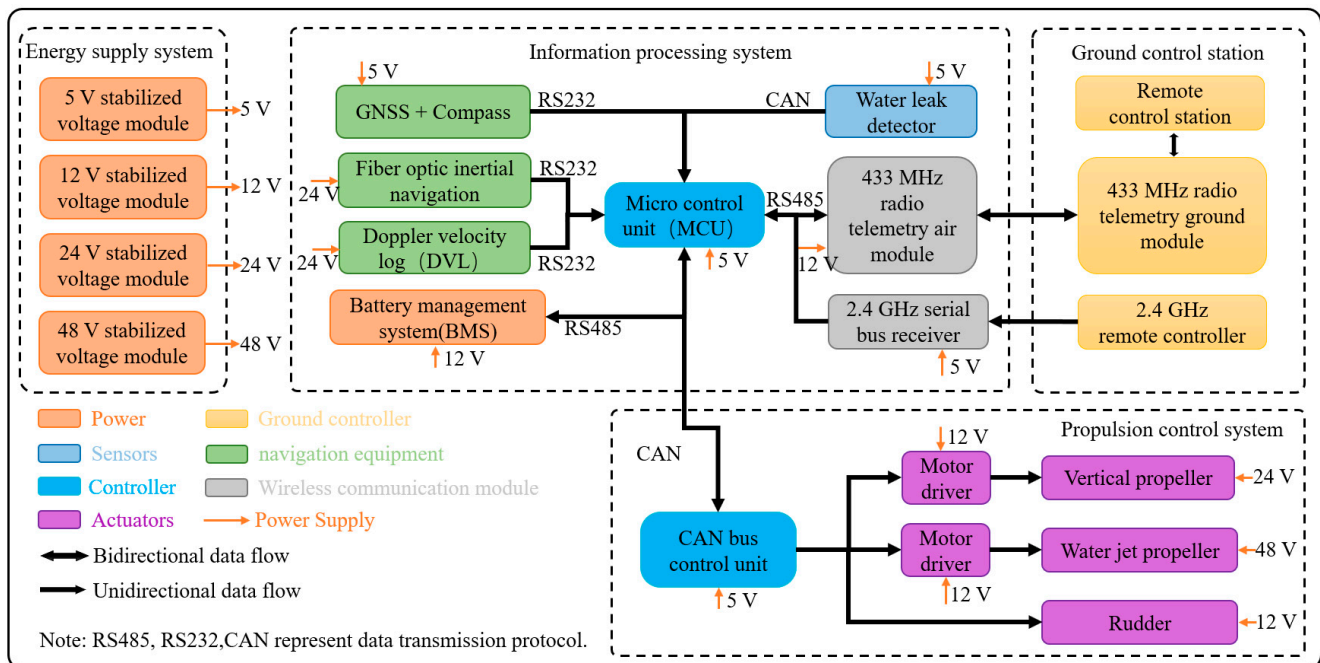 Energy supply system
5 V stabilized
voltage module
5 V
12 V stabilized
voltage module
12 V
24 V stabilized
voltage module
24 V
48 V stabilized
voltage module
48 V
Information processing system
5 V
GNSS + Compass
RS232
CAN
5 V
Water leak
detector
Fiber optic inertial
navigation
24 V
RS232
Doppler velocity
log（DVL）
24 V
RS232
Micro control
unit（MCU）
5 V
RS485
433 MHz
radio
telemetry air
module
12 V
Battery management
system(BMS)
RS485
12 V
2.4 GHz serial
bus receiver
5 V
Ground control station
Remote
control station
433 MHz radio
telemetry ground
module
2.4 GHz
remote controller
Power
Ground controller
Sensors
navigation equipment
Controller
Wireless communication module
Actuators
Power Supply
Bidirectional data flow
Unidirectional data flow
Note: RS485, RS232,CAN represent data transmission protocol.
CAN
Propulsion control system
CAN bus
control unit
5 V
12 V
Motor
driver
Vertical propeller
24 V
Motor
driver
12 V
Water jet propeller
48 V
Rudder
12 V